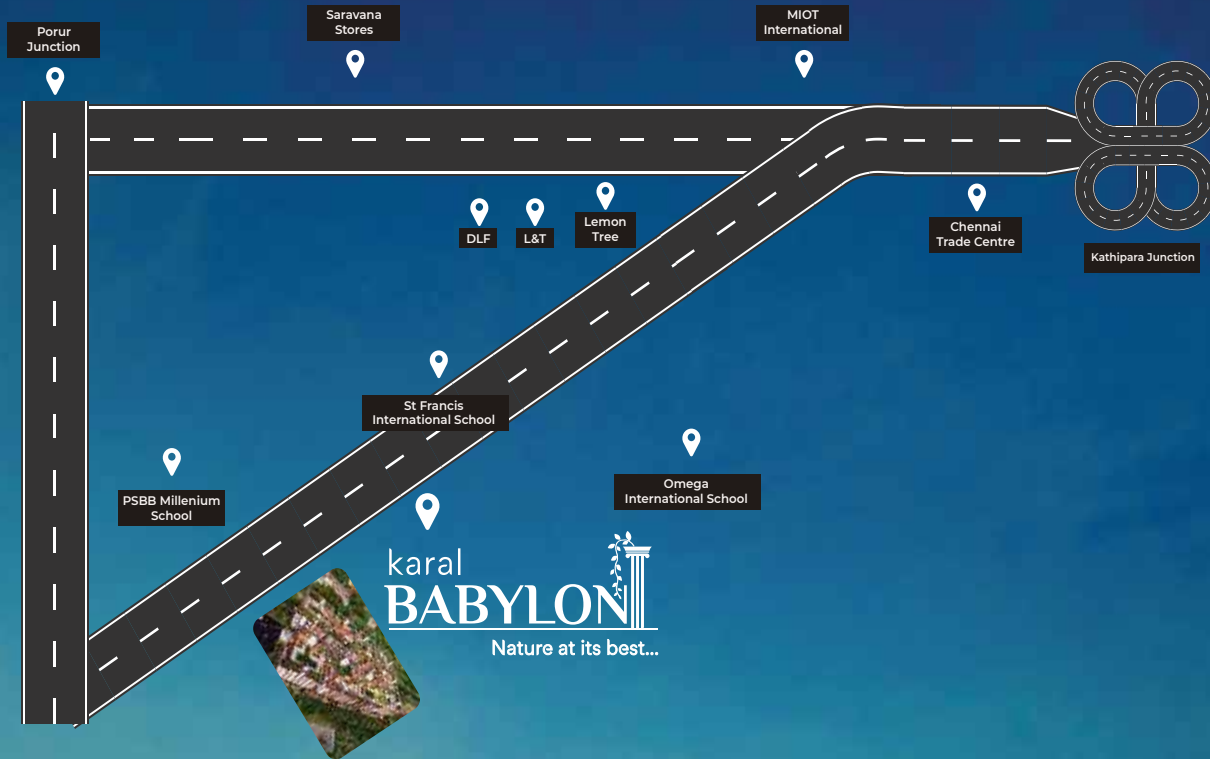 Porur
Junction
Saravana
Stores
MIOT
International
DLF
L&T
Lemon
Tree
Chennai
Trade Centre
Kathipara Junction
St Francis
International School
PSBB Millenium
School
Omega
International School
karal
BABYLON
Nature at its best...